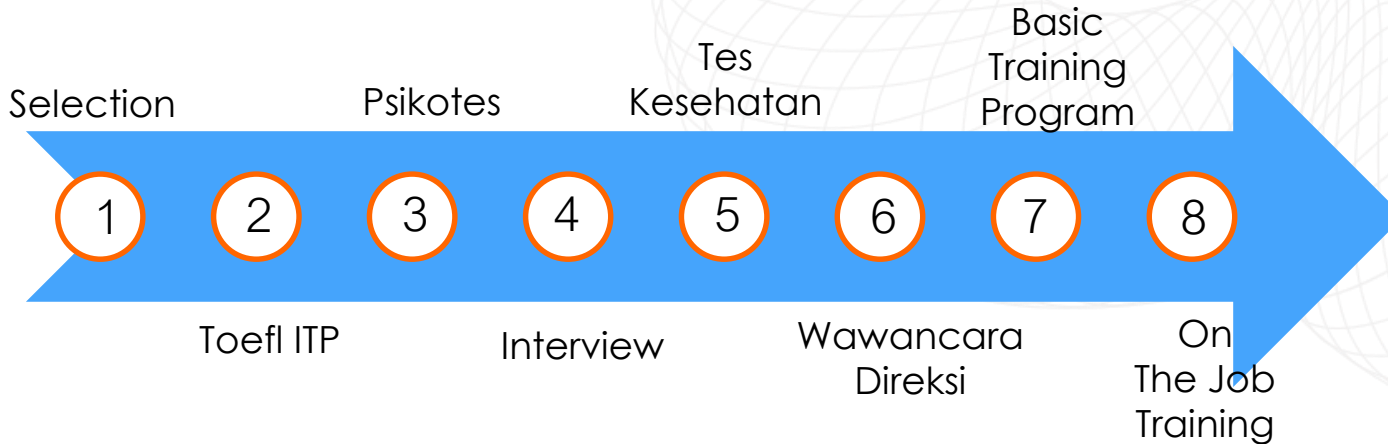 Selection
1
Toefl ITP
2
Psikotes
3
Interview
4
Tes
Kesehatan
5
Wawancara
Direksi
6
Basic
Training
Program
7
On
The Job
Training
8